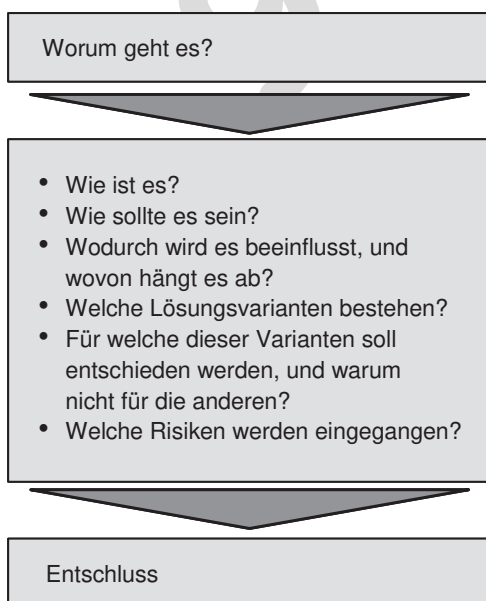 Worum geht es?
• Wie ist es?
• Wie sollte es sein?
• Wodurch wird es beeinflusst, und
wovon hängt es ab?
• Welche Lösungsvarianten bestehen?
• Für welche dieser Varianten soll
entschieden werden, und warum
nicht für die anderen?
• Welche Risiken werden eingegangen?
Entschluss